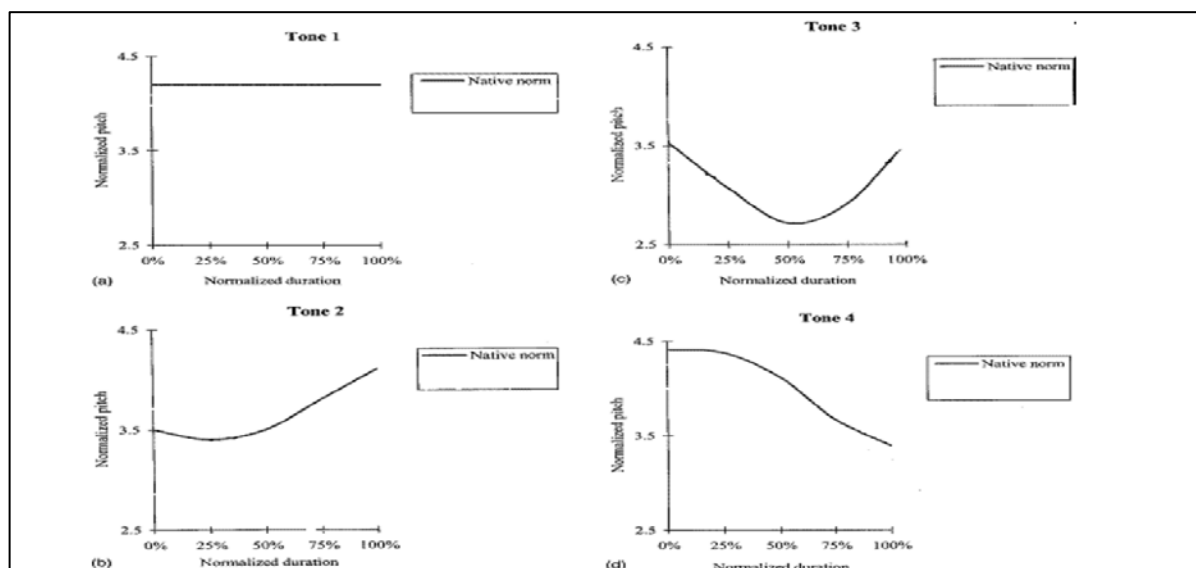 Tone 1
4.5
3.5
2.5
Normalized pitch
0% 25% 50% 75% 100%
Normalized duration
Native norm
(a)
Tone 2
4.5
3.5
2.5
Normalized pitch
0% 25% 50% 75% 100%
Normalized duration
Native norm
(b)
Tone 3
4.5
3.5
2.5
Normalized pitch
0% 25% 50% 75% 100%
Normalized duration
Native norm
(c)
Tone 4
4.5
3.5
2.5
Normalized pitch
0% 25% 50% 75% 100%
Normalized duration
Native norm
(d)